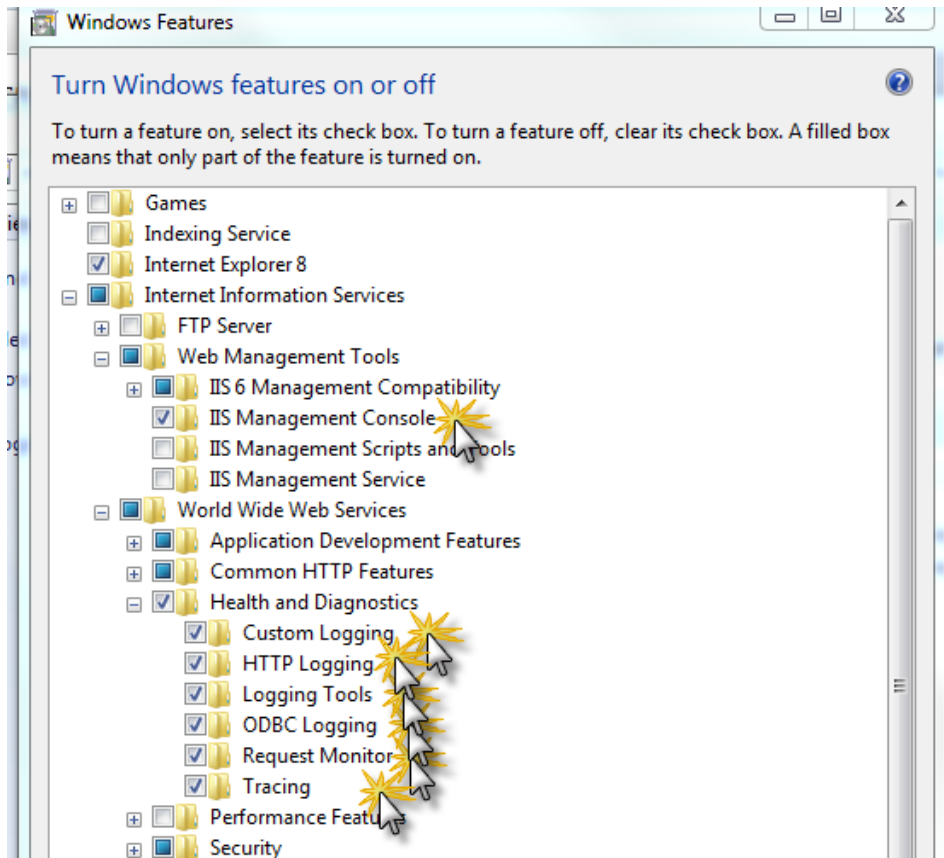 Windows Features
Turn Windows features on or off
To turn a feature on, select its check box. To turn a feature off, clear its check box. A filled box
means that only part of the feature is turned on.
Games
Indexing Service
Internet Explorer 8
Internet Information Services
FTP Server
Web Management Tools
IIS 6 Management Compatibility
IIS Management Console
IIS Management Scripts and Tools
IIS Management Service
World Wide Web Services
Application Development Features
Common HTTP Features
Health and Diagnostics
Custom Logging
HTTP Logging
Logging Tools
ODBC Logging
Request Monitor
Tracing
Performance Features
Security